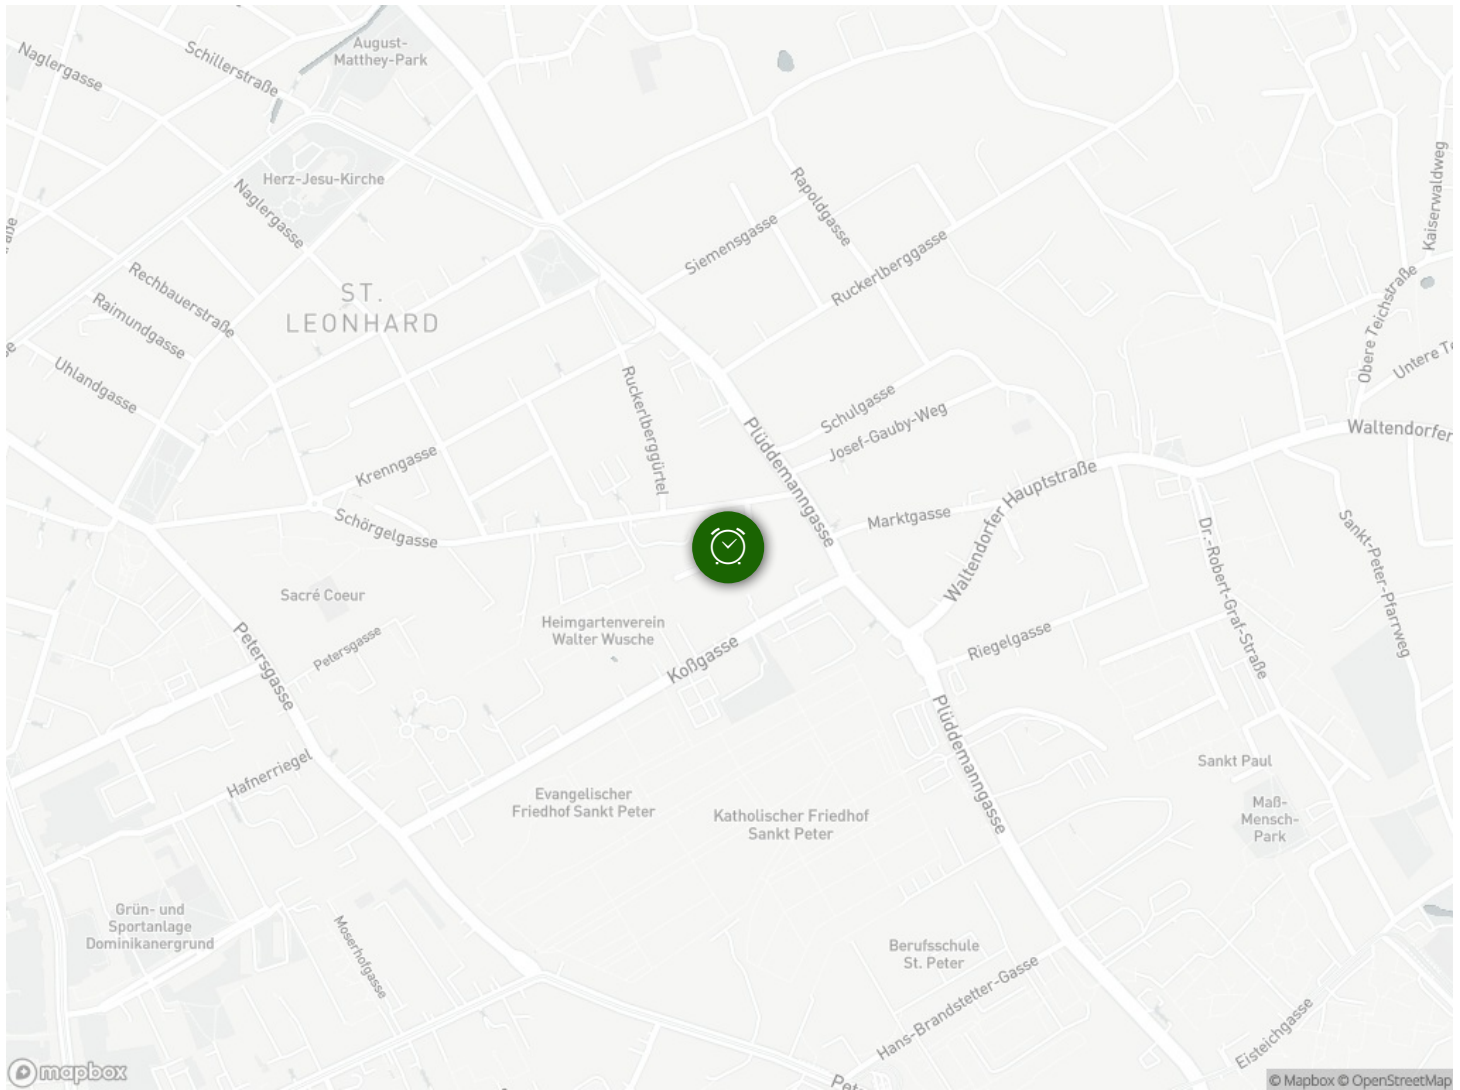 August-
Matthey-Park
Naglergasse
Schillerstraße
Herz-Jesu-Kirche
Naglergasse
Rapoldgasse
Kaiserwaldweg
Siemensgasse
Ruckerlberggasse
Rechbauerstraße
Raimundgasse
ST.
LEONHARD
Obere Teichstraße
Untere Te
Uhlandgasse
Ruckerlberggürtel
Schulgasse
Josef-Gauby-Weg
Plüddemanngasse
Waltendorfer
Krenngasse
Schörgelgasse
Marktgasse
Waltendorfer Hauptstraße
Dr.-Robert-Graf-Straße
Sankt-Peter-Pfarrweg
Sacré Coeur
Heimgartenverein
Walter Wusche
Petersgasse
Petersgasse
Koßgasse
Riegelgasse
Plüddemanngasse
Hafnerriegel
Sankt Paul
Evangelischer
Friedhof Sankt Peter
Katholischer Friedhof
Sankt Peter
Maß-
Mensch-
Park
Grün- und
Sportanlage
Dominikanergrund
Moserhofgasse
Berufsschule
St. Peter
Hans-Brandstetter-Gasse
Eisteichgasse
mapbox
© Mapbox © OpenStreetMap